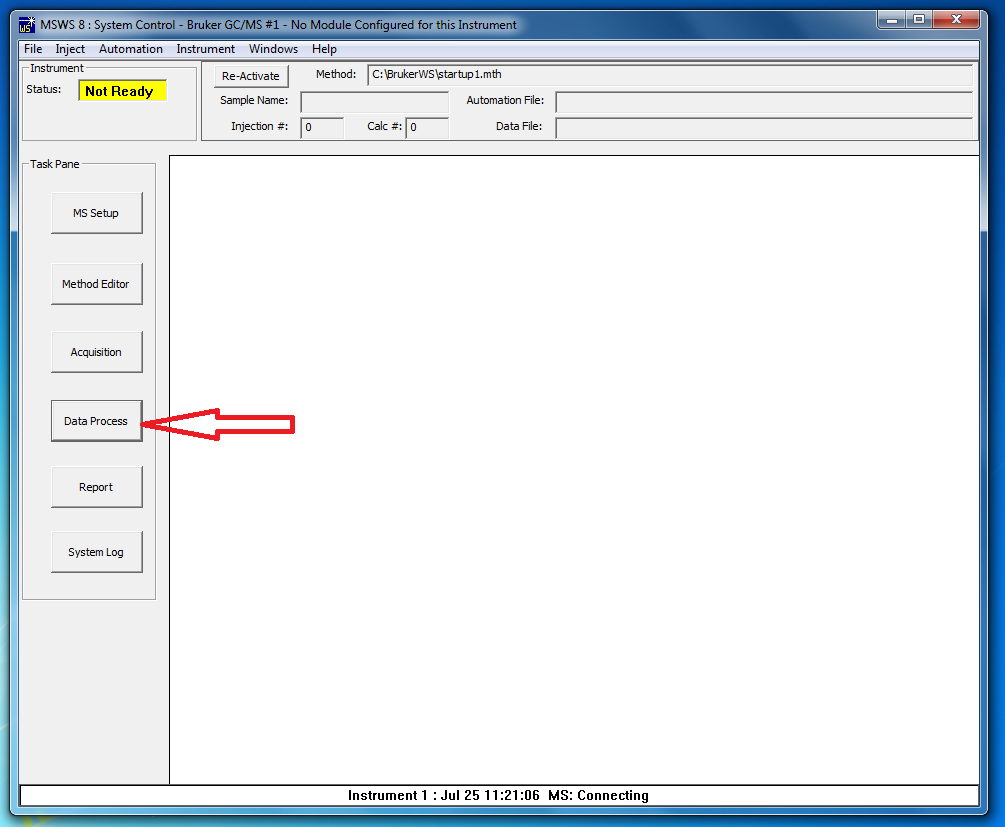 MSWS 8 : System Control - Bruker GC/MS #1 - No Module Configured for this Instrument
File Inject Automation Instrument Windows Help
Instrument
Status: Not Ready
Re-Activate Method: C:\BrukerWS\startup1.mth
Sample Name: Automation File:
Injection #: 0 Calc #: 0 Data File:
Task Pane
MS Setup
Method Editor
Acquisition
Data Process
Report
System Log
Instrument 1 : Jul 25 11:21:06 MS: Connecting